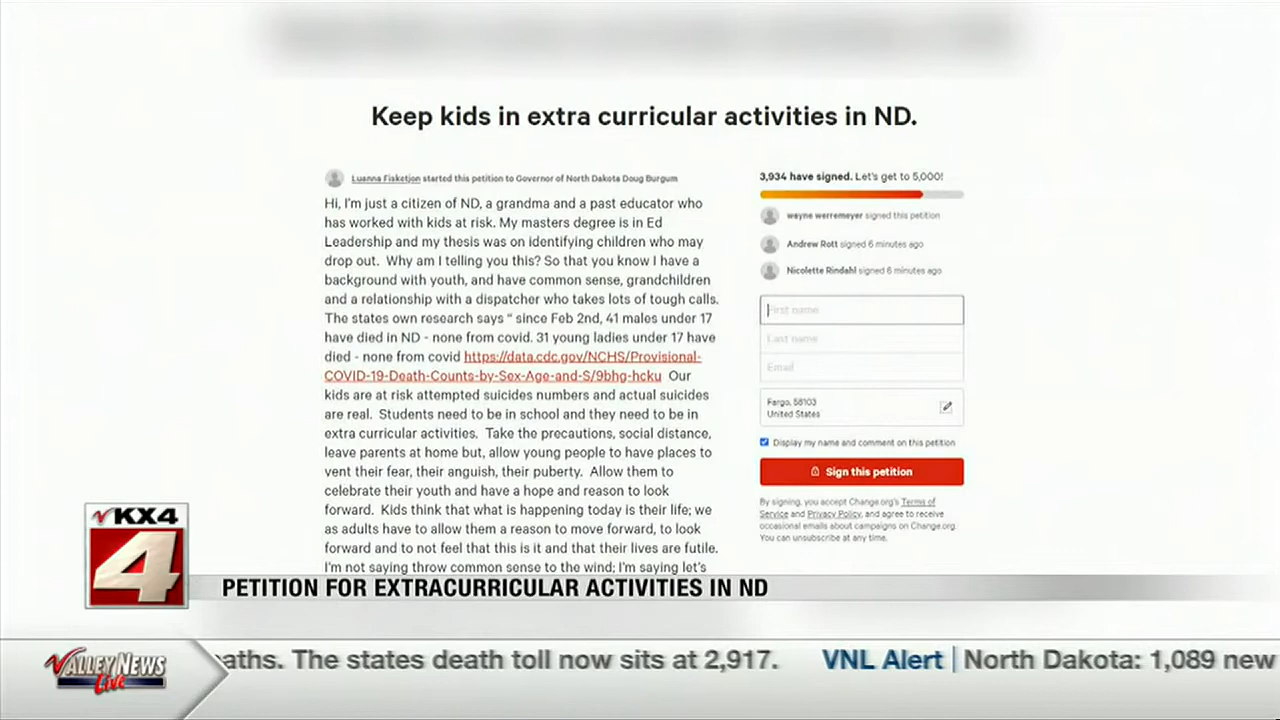 Keep kids in extra curricular activities in ND.
Luanna Fisketjon started this petition to Governor of North Dakota Doug Burgum
Hi, I'm just a citizen of ND, a grandma and a past educator who
has worked with kids at risk. My masters degree is in Ed
Leadership and my thesis was on identifying children who may
drop out.  Why am I telling you this? So that you know I have a
background with youth, and have common sense, grandchildren
and a relationship with a dispatcher who takes lots of tough calls.
The states own research says “ since Feb 2nd, 41 males under 17
have died in ND - none from covid. 31 young ladies under 17 have
died - none from covid https://data.cdc.gov/NCHS/Provisional-
COVID-19-Death-Counts-by-Sex-Age-and-S/9bhg-hcku  Our
kids are at risk attempted suicides numbers and actual suicides
are real.  Students need to be in school and they need to be in
extra curricular activities.  Take the precautions, social distance,
leave parents at home but, allow young people to have places to
vent their fear, their anguish, their puberty.  Allow them to
celebrate their youth and have a hope and reason to look
forward.  Kids think that what is happening today is their life; we
as adults have to allow them a reason to move forward, to look
forward and to not feel that this is it and that their lives are futile.
I'm not saying throw common sense to the wind; I'm saying let's
3,934 have signed. Let's get to 5,000!
wayne werremeyer signed this petition
Andrew Rott signed 6 minutes ago
Nicolette Rindahl signed 6 minutes ago
First name
Last name
Email
Fargo, 58103
United States
Display my name and comment on this petition
Sign this petition
By signing, you accept Change.org's Terms of
Service and Privacy Policy, and agree to receive
occasional emails about campaigns on Change.org.
You can unsubscribe at any time.
KX4
4
PETITION FOR EXTRACURRICULAR ACTIVITIES IN ND
VALLEY NEWS
Live
aths. The states death toll now sits at 2,917. VNL Alert | North Dakota: 1,089 new